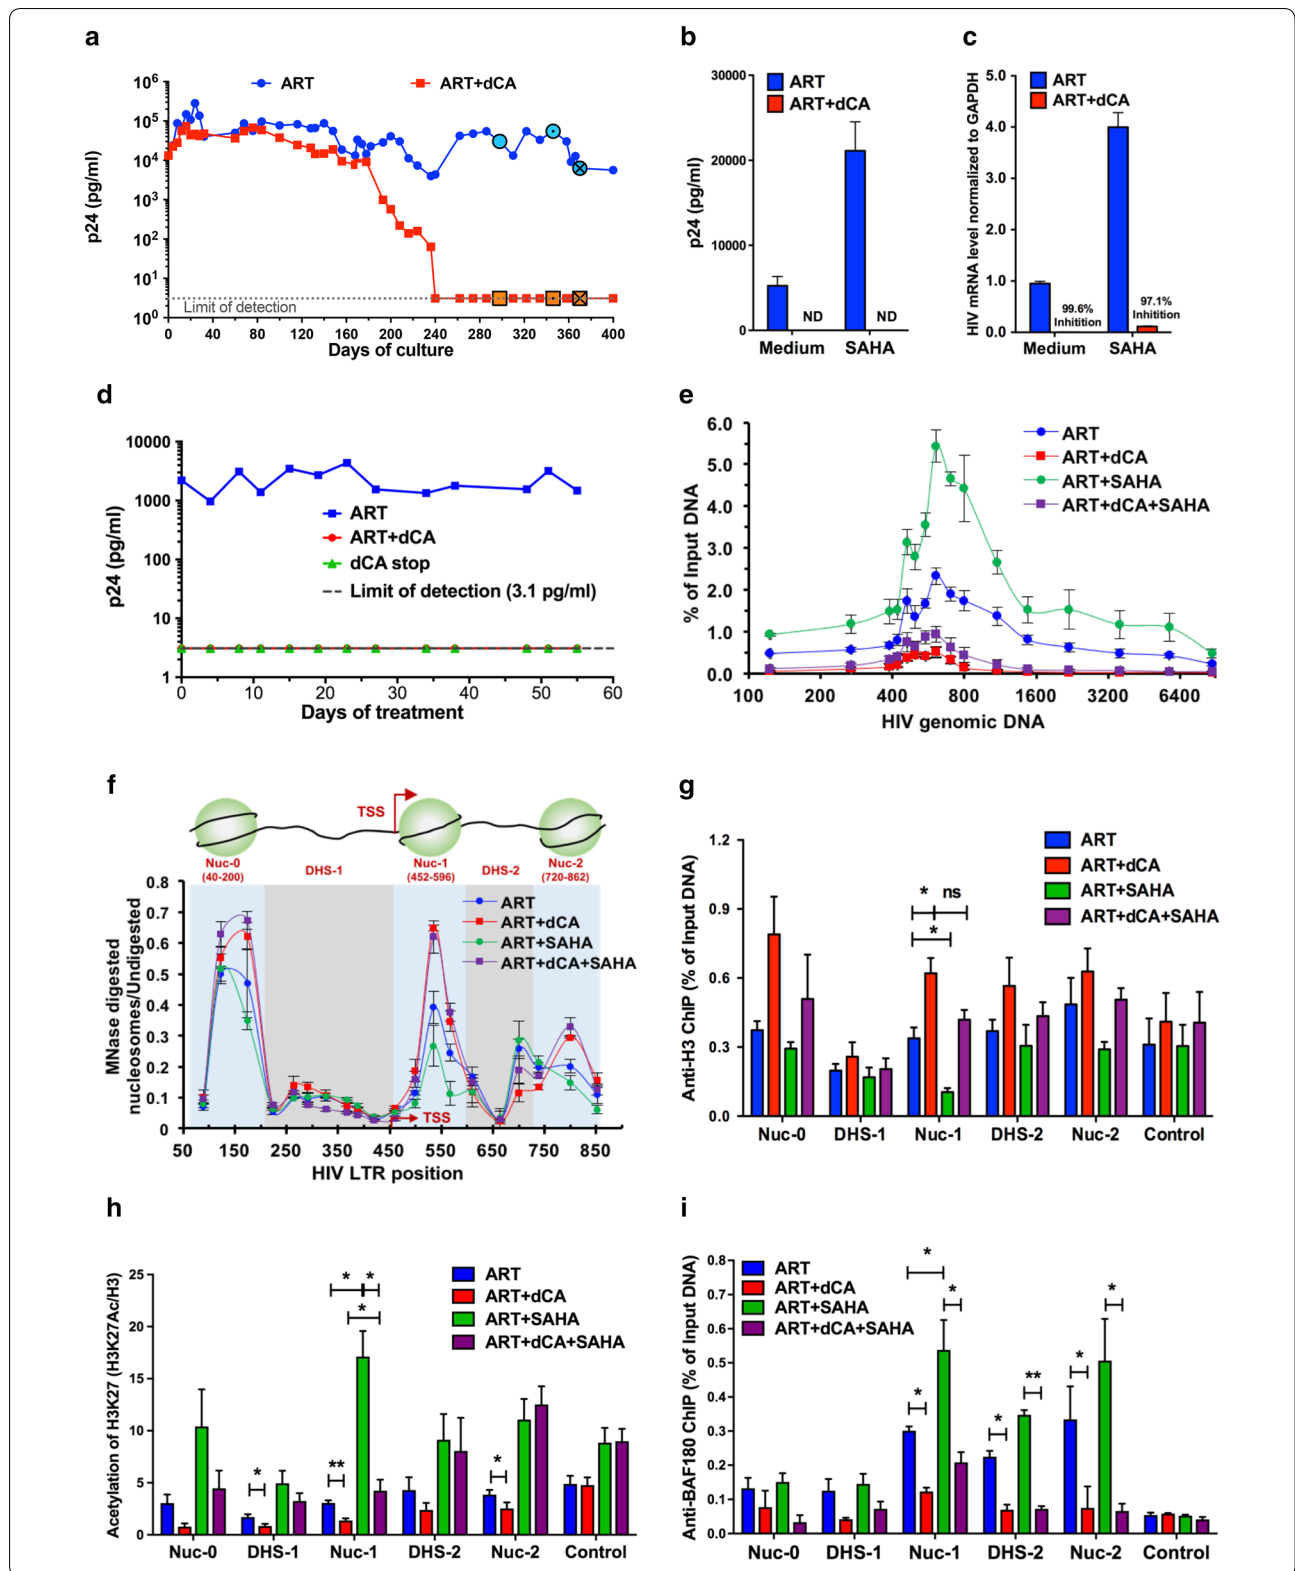 a
ART
ART+dCA
p24 (pg/ml)
10⁶
10⁵
10⁴
10³
10²
10¹
10⁰
Limit of detection
0 40 80 120 160 200 240 280 320 360 400
Days of culture
b
ART
ART+dCA
p24 (pg/ml)
30000
20000
10000
0
ND
ND
Medium SAHA
c
ART
ART+dCA
HIV mRNA level normalized to GAPDH
5.0
4.0
3.0
2.0
1.0
0.0
99.6%
Inhitition
97.1%
Inhitition
Medium SAHA
d
p24 (pg/ml)
10000
1000
100
10
1
ART
ART+dCA
dCA stop
Limit of detection (3.1 pg/ml)
0 10 20 30 40 50 60
Days of treatment
e
% of Input DNA
6.0
5.0
4.0
3.0
2.0
1.0
0.0
ART
ART+dCA
ART+SAHA
ART+dCA+SAHA
100 200 400 800 1600 3200 6400
HIV genomic DNA
f
TSS
Nuc-0
(40-200)
DHS-1
Nuc-1
(452-596)
DHS-2
Nuc-2
(720-862)
MNase digested
nucleosomes/Undigested
0.8
0.7
0.6
0.5
0.4
0.3
0.2
0.1
0
ART
ART+dCA
ART+SAHA
ART+dCA+SAHA
TSS
50 150 250 350 450 550 650 750 850
HIV LTR position
g
Anti-H3 ChIP (% of Input DNA)
1.2
0.9
0.6
0.3
0.0
ART
ART+dCA
ART+SAHA
ART+dCA+SAHA
* ns
*
Nuc-0 DHS-1 Nuc-1 DHS-2 Nuc-2 Control
h
Acetylation of H3K27 (H3K27Ac/H3)
25
20
15
10
5
0
ART
ART+dCA
ART+SAHA
ART+dCA+SAHA
* *
*
* ** *
Nuc-0 DHS-1 Nuc-1 DHS-2 Nuc-2 Control
i
Anti-BAF180 ChIP (% of Input DNA)
0.8
0.7
0.6
0.5
0.4
0.3
0.2
0.1
0.0
ART
ART+dCA
ART+SAHA
ART+dCA+SAHA
*
* *
* **
* *
Nuc-0 DHS-1 Nuc-1 DHS-2 Nuc-2 Control